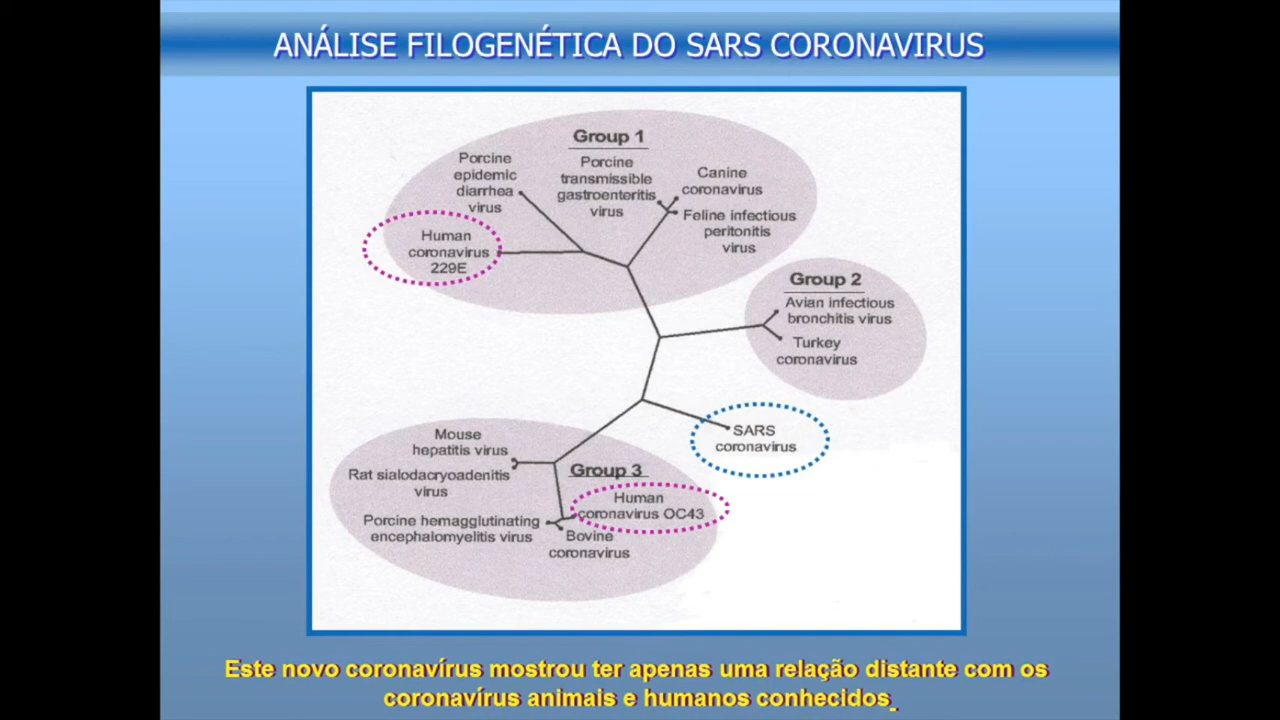 ANÁLISE FILOGENÉTICA DO SARS CORONAVIRUS
Group 1
Porcine
epidemic
diarrhea
virus
Porcine
transmissible
gastroenteritis
virus
Canine
coronavirus
Feline infectious
peritonitis
virus
Human
coronavirus
229E
Group 2
Avian infectious
bronchitis virus
Turkey
coronavirus
SARS
coronavirus
Mouse
hepatitis virus
Rat sialodacryoadenitis
virus
Group 3
Human
coronavirus OC43
Porcine hemagglutinating
encephalomyelitis virus
Bovine
coronavirus
Este novo coronavírus mostrou ter apenas uma relação distante com os
coronavírus animais e humanos conhecidos.